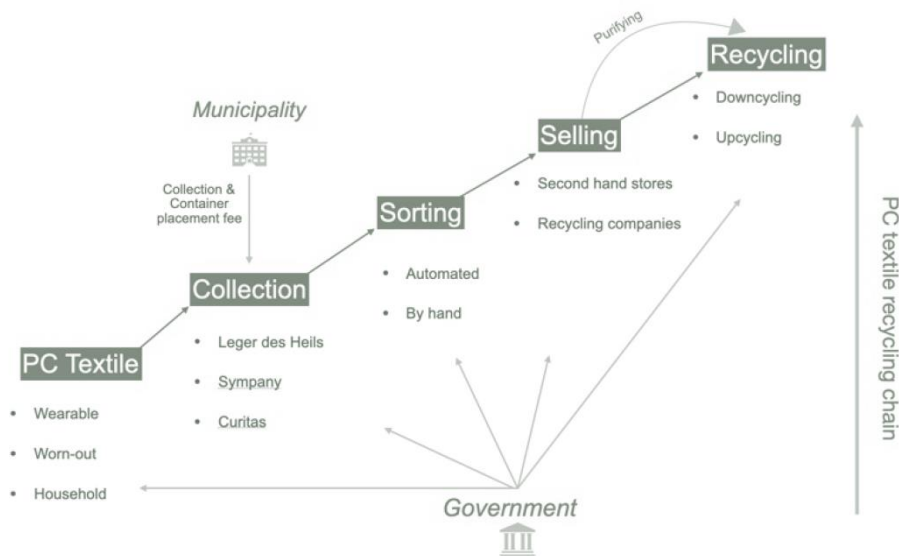 Purifying
Recycling
• Downcycling
• Upcycling
Municipality
Selling
• Second hand stores
• Recycling companies
Collection &
Container
placement fee
Sorting
• Automated
• By hand
Collection
• Leger des Heils
• Sympany
• Curitas
PC Textile
• Wearable
• Worn-out
• Household
Government
PC textile recycling chain